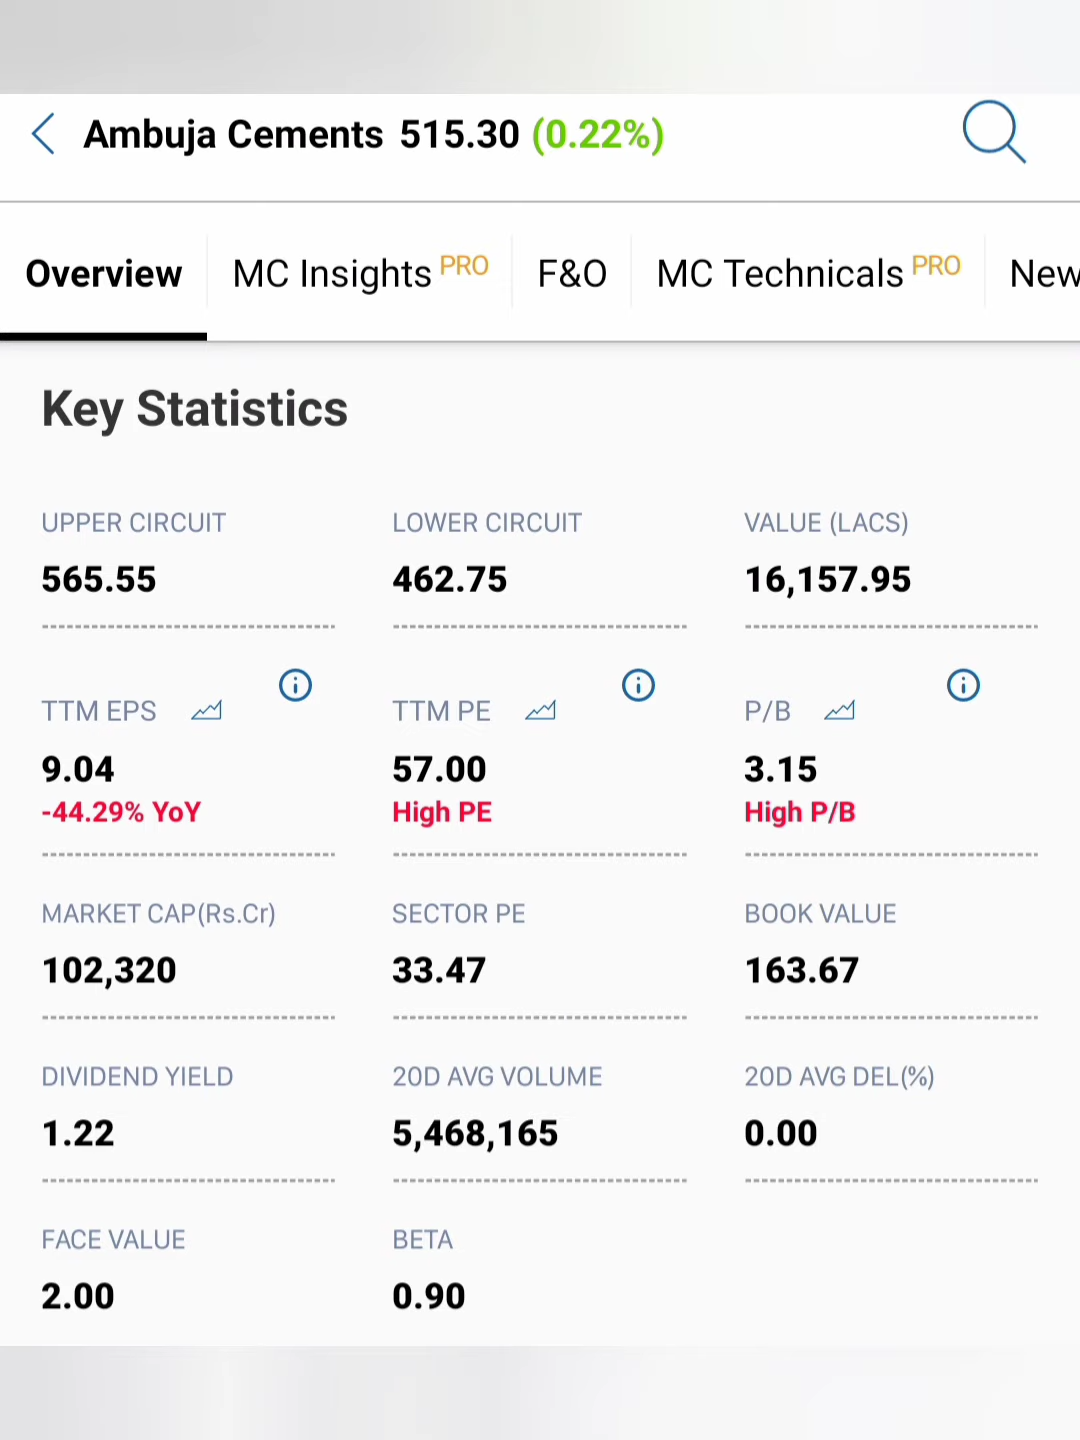 Ambuja Cements 515.30 (0.22%)
Overview MC Insights PRO F&O MC Technicals PRO New
Key Statistics
UPPER CIRCUIT LOWER CIRCUIT VALUE (LACS)
565.55 462.75 16,157.95
TTM EPS TTM PE P/B
9.04 57.00 3.15
-44.29% YoY High PE High P/B
MARKET CAP(Rs.Cr) SECTOR PE BOOK VALUE
102,320 33.47 163.67
DIVIDEND YIELD 20D AVG VOLUME 20D AVG DEL(%)
1.22 5,468,165 0.00
FACE VALUE BETA
2.00 0.90